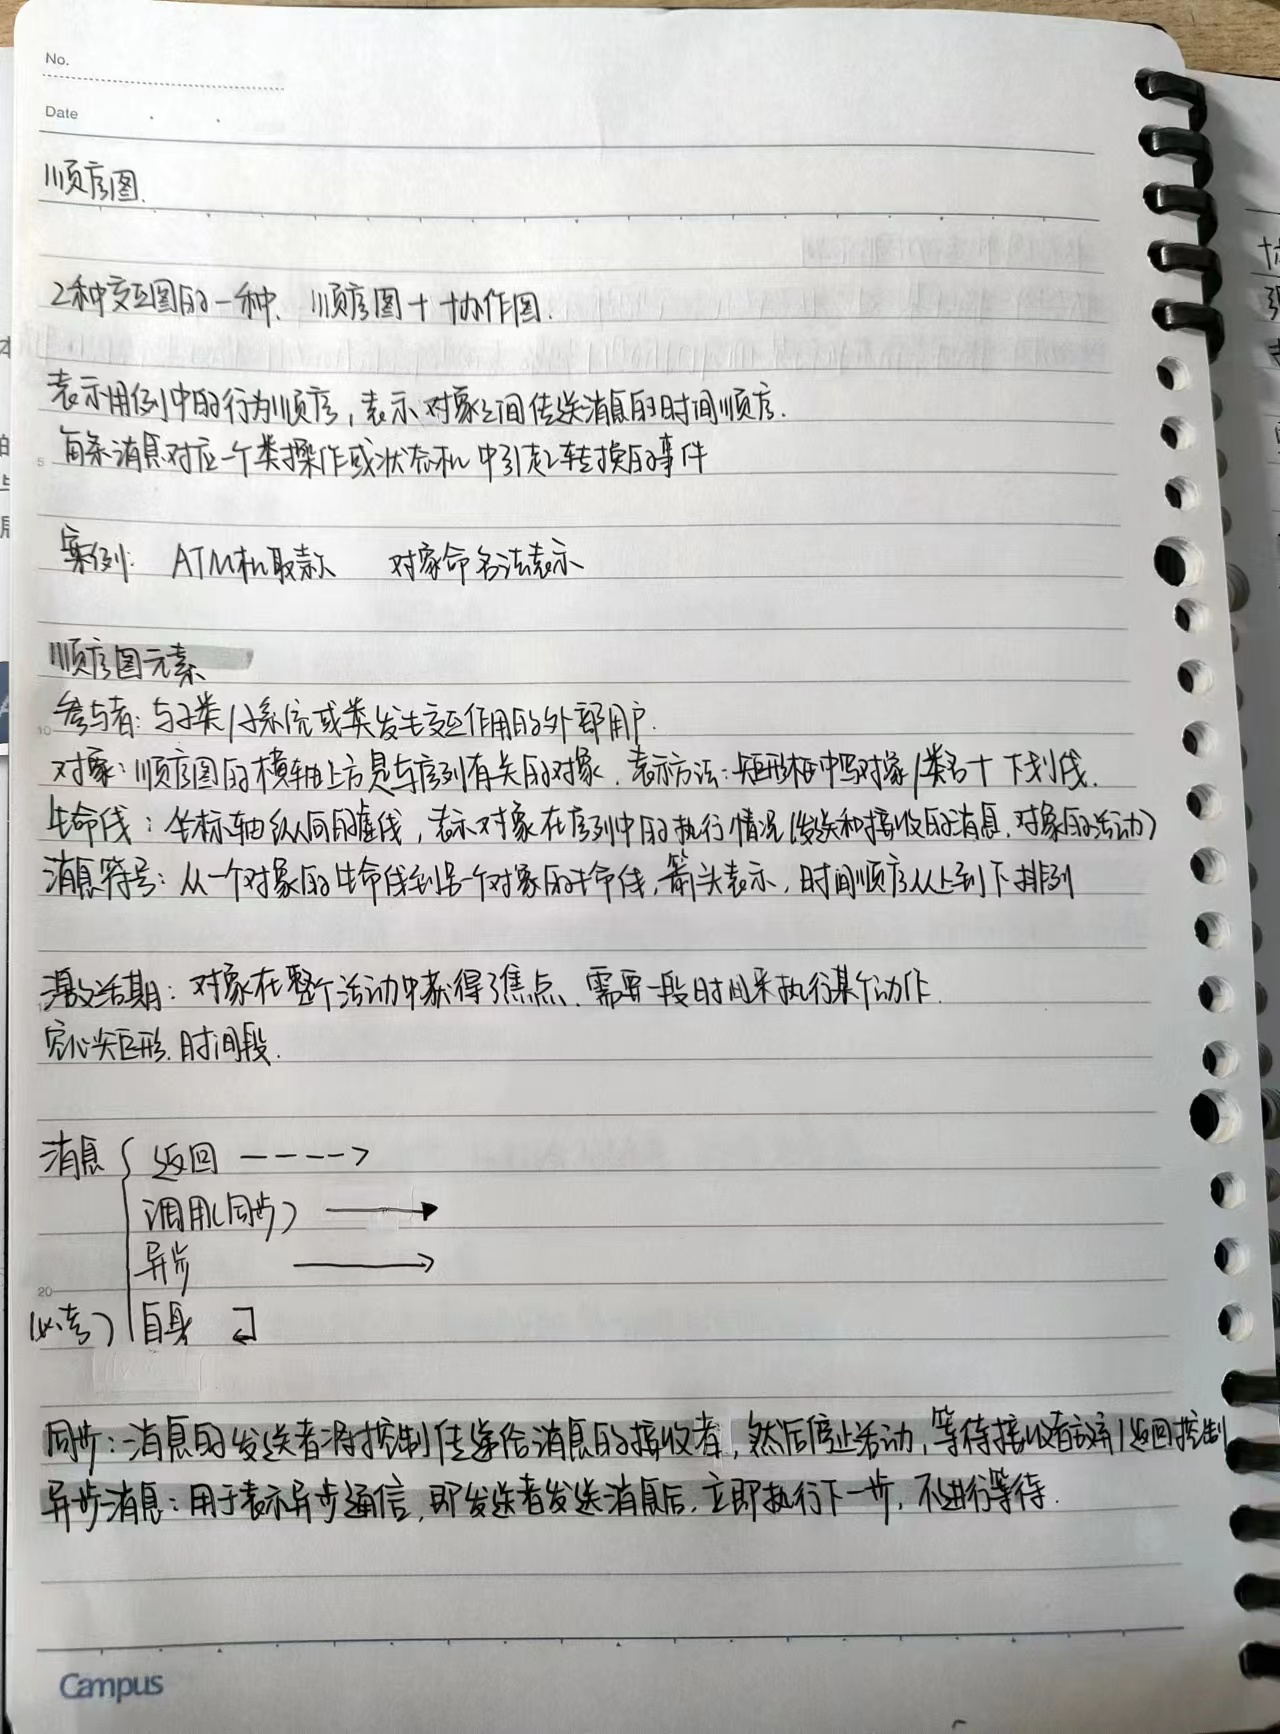 No.
Date
顺序图.
2种交互图的一种、顺序图+协作图.
表示用例中的行为顺序,表示对象之间传送消息的时间顺序.
每条消息对应一个类操作或状态机中引起转换的事件
案例: ATM机取款 对象命名法表示
顺序图元素
参与者: 与子类/子系统或类发生交互作用的外部用户.
对象: 顺序图的横轴上方是与序列有关的对象. 表示方法: 矩形框中写对象/类名+下划线.
生命线: 坐标轴纵向的虚线,表示对象在序列中的执行情况(发送和接收的消息、对象的活动)
消息符号: 从一个对象的生命线到另一个对象的生命线,箭头表示,时间顺序从上到下排列
激活期: 对象在整个活动中获得了焦点、需要一段时间来执行某个动作.
空心矩形.时间段.
消息 { 返回
调用(同步)
异步
(必考) 自身
同步: 消息的发送者将控制传递给消息的接收者, 然后停止活动,等待接收者放弃/返回控制
异步消息: 用于表示异步通信,即发送者发送消息后,立即执行下一步,不进行等待.
5
10
20
Campus